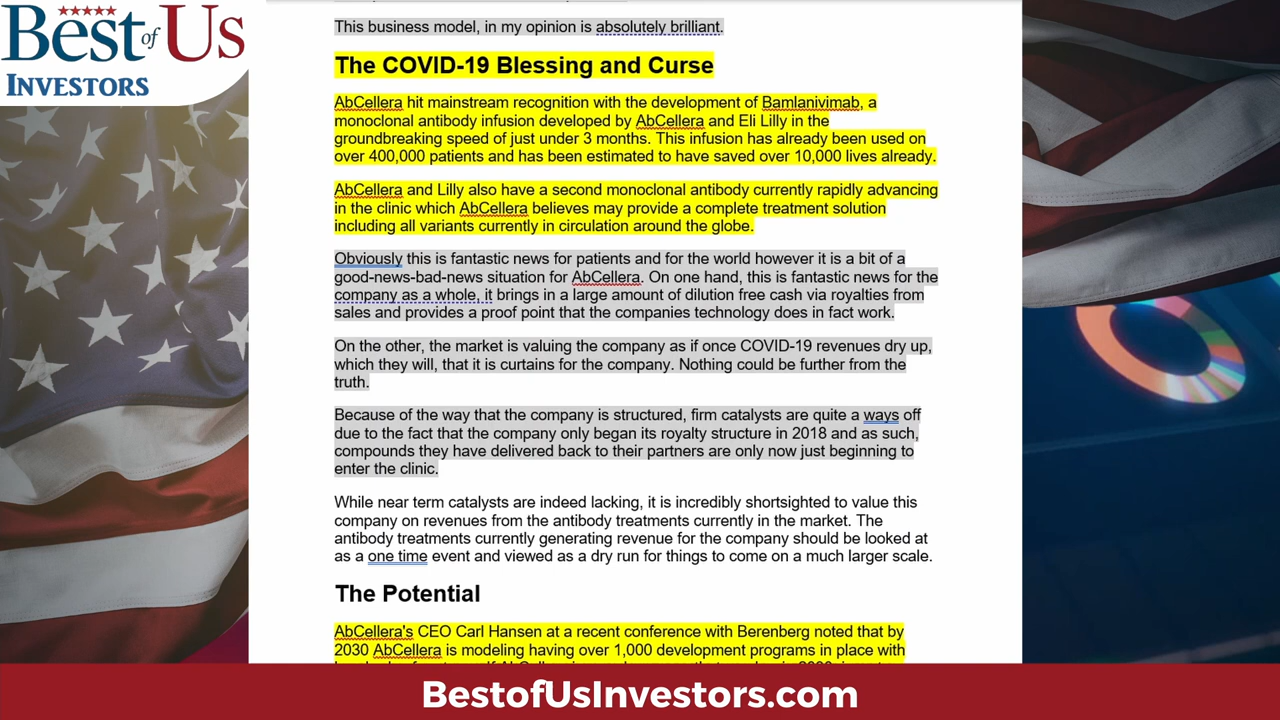 Best of Us
INVESTORS
This business model, in my opinion is absolutely brilliant.
The COVID-19 Blessing and Curse
AbCellera hit mainstream recognition with the development of Bamlanivimab, a
monoclonal antibody infusion developed by AbCellera and Eli Lilly in the
groundbreaking speed of just under 3 months. This infusion has already been used on
over 400,000 patients and has been estimated to have saved over 10,000 lives already.
AbCellera and Lilly also have a second monoclonal antibody currently rapidly advancing
in the clinic which AbCellera believes may provide a complete treatment solution
including all variants currently in circulation around the globe.
Obviously this is fantastic news for patients and for the world however it is a bit of a
good-news-bad-news situation for AbCellera. On one hand, this is fantastic news for the
company as a whole, it brings in a large amount of dilution free cash via royalties from
sales and provides a proof point that the companies technology does in fact work.
On the other, the market is valuing the company as if once COVID-19 revenues dry up,
which they will, that it is curtains for the company. Nothing could be further from the
truth.
Because of the way that the company is structured, firm catalysts are quite a ways off
due to the fact that the company only began its royalty structure in 2018 and as such,
compounds they have delivered back to their partners are only now just beginning to
enter the clinic.
While near term catalysts are indeed lacking, it is incredibly shortsighted to value this
company on revenues from the antibody treatments currently in the market. The
antibody treatments currently generating revenue for the company should be looked at
as a one time event and viewed as a dry run for things to come on a much larger scale.
The Potential
AbCellera's CEO Carl Hansen at a recent conference with Berenberg noted that by
2030 AbCellera is modeling having over 1,000 development programs in place with
BestofUsInvestors.com